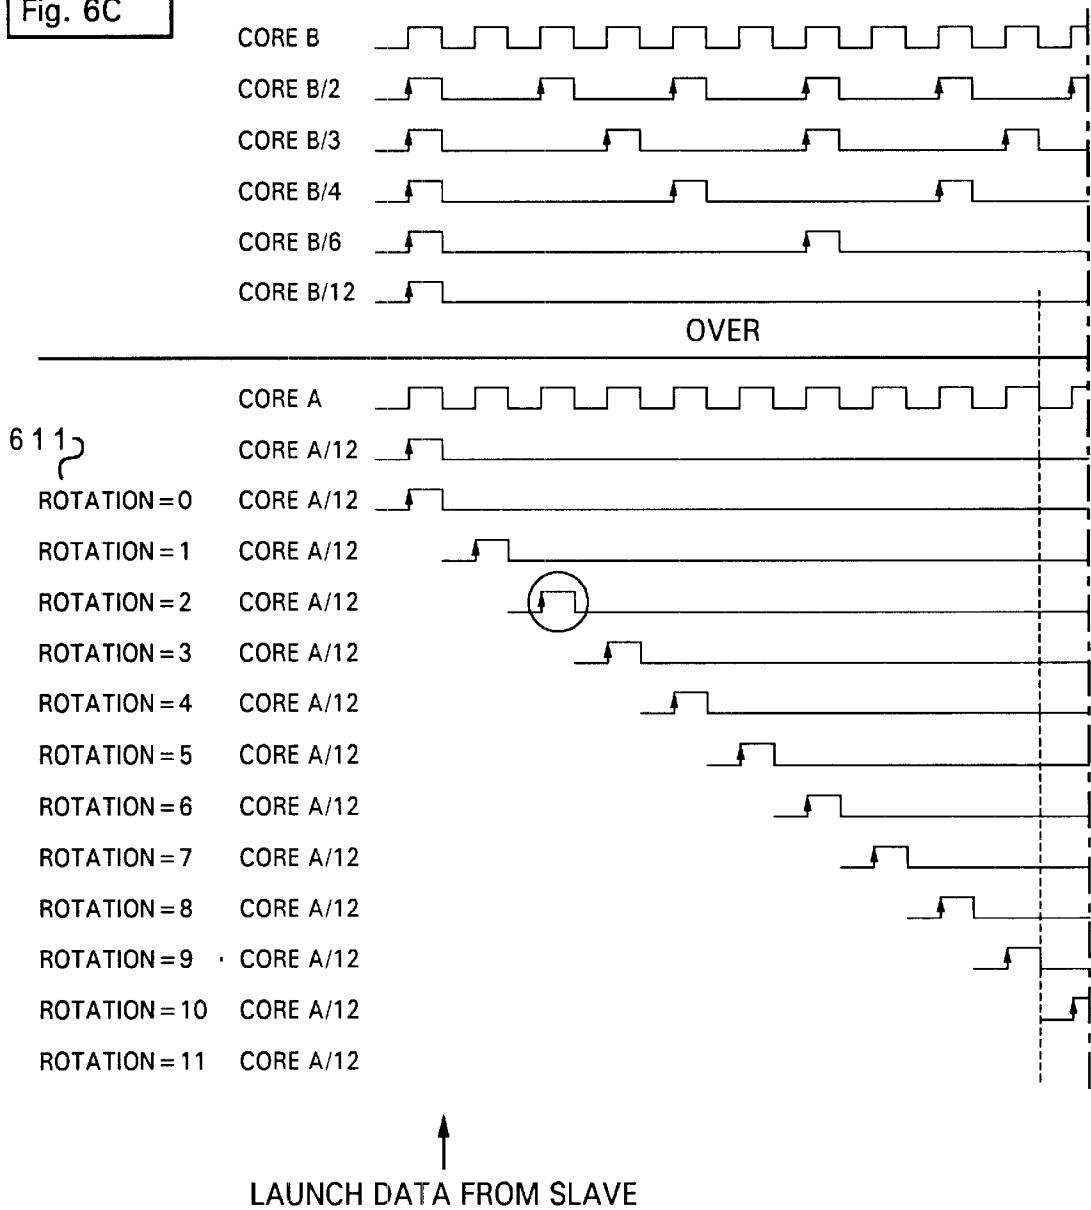 Fig. 6C
CORE B
CORE B/2
CORE B/3
CORE B/4
CORE B/6
CORE B/12
OVER
CORE A
611
CORE A/12
ROTATION=0 CORE A/12
ROTATION=1 CORE A/12
ROTATION=2 CORE A/12
ROTATION=3 CORE A/12
ROTATION=4 CORE A/12
ROTATION=5 CORE A/12
ROTATION=6 CORE A/12
ROTATION=7 CORE A/12
ROTATION=8 CORE A/12
ROTATION=9 CORE A/12
ROTATION=10 CORE A/12
ROTATION=11 CORE A/12
LAUNCH DATA FROM SLAVE